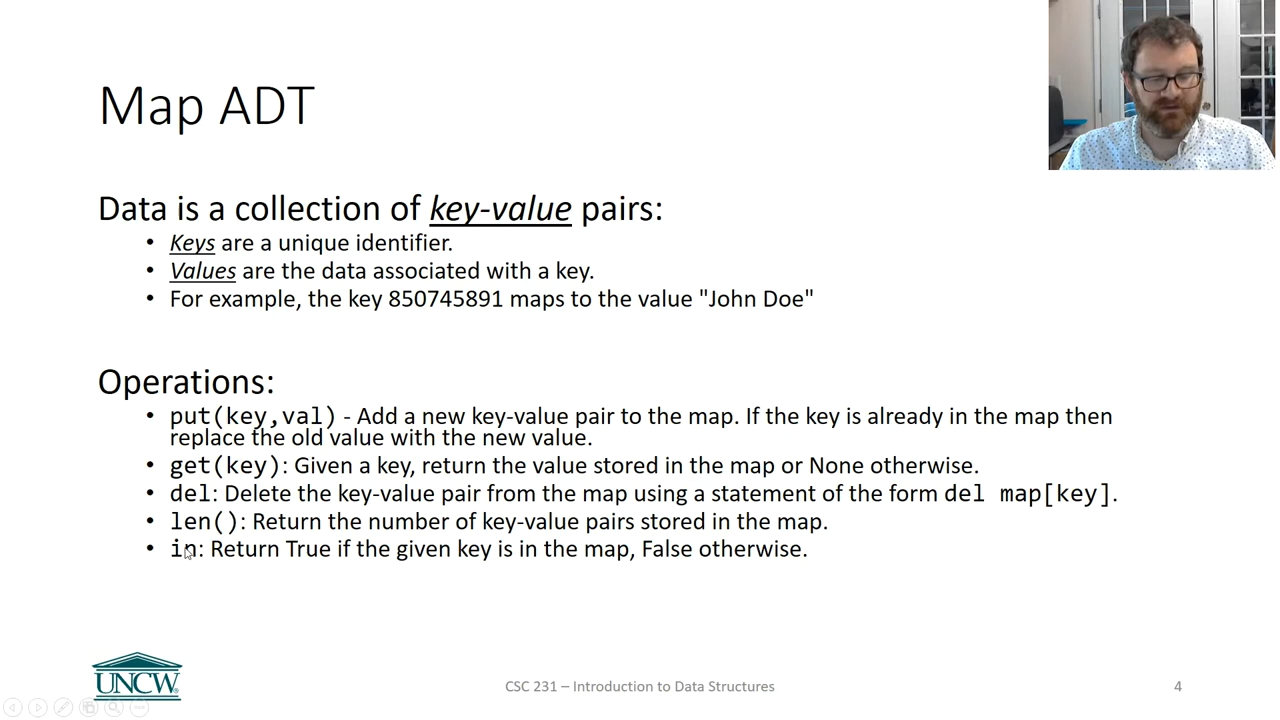 Map ADT
Data is a collection of key-value pairs:
• Keys are a unique identifier.
• Values are the data associated with a key.
• For example, the key 850745891 maps to the value "John Doe"
Operations:
• put(key,val) - Add a new key-value pair to the map. If the key is already in the map then
replace the old value with the new value.
• get(key): Given a key, return the value stored in the map or None otherwise.
• del: Delete the key-value pair from the map using a statement of the form del map[key].
• len(): Return the number of key-value pairs stored in the map.
• in: Return True if the given key is in the map, False otherwise.
UNCW
CSC 231 – Introduction to Data Structures
4